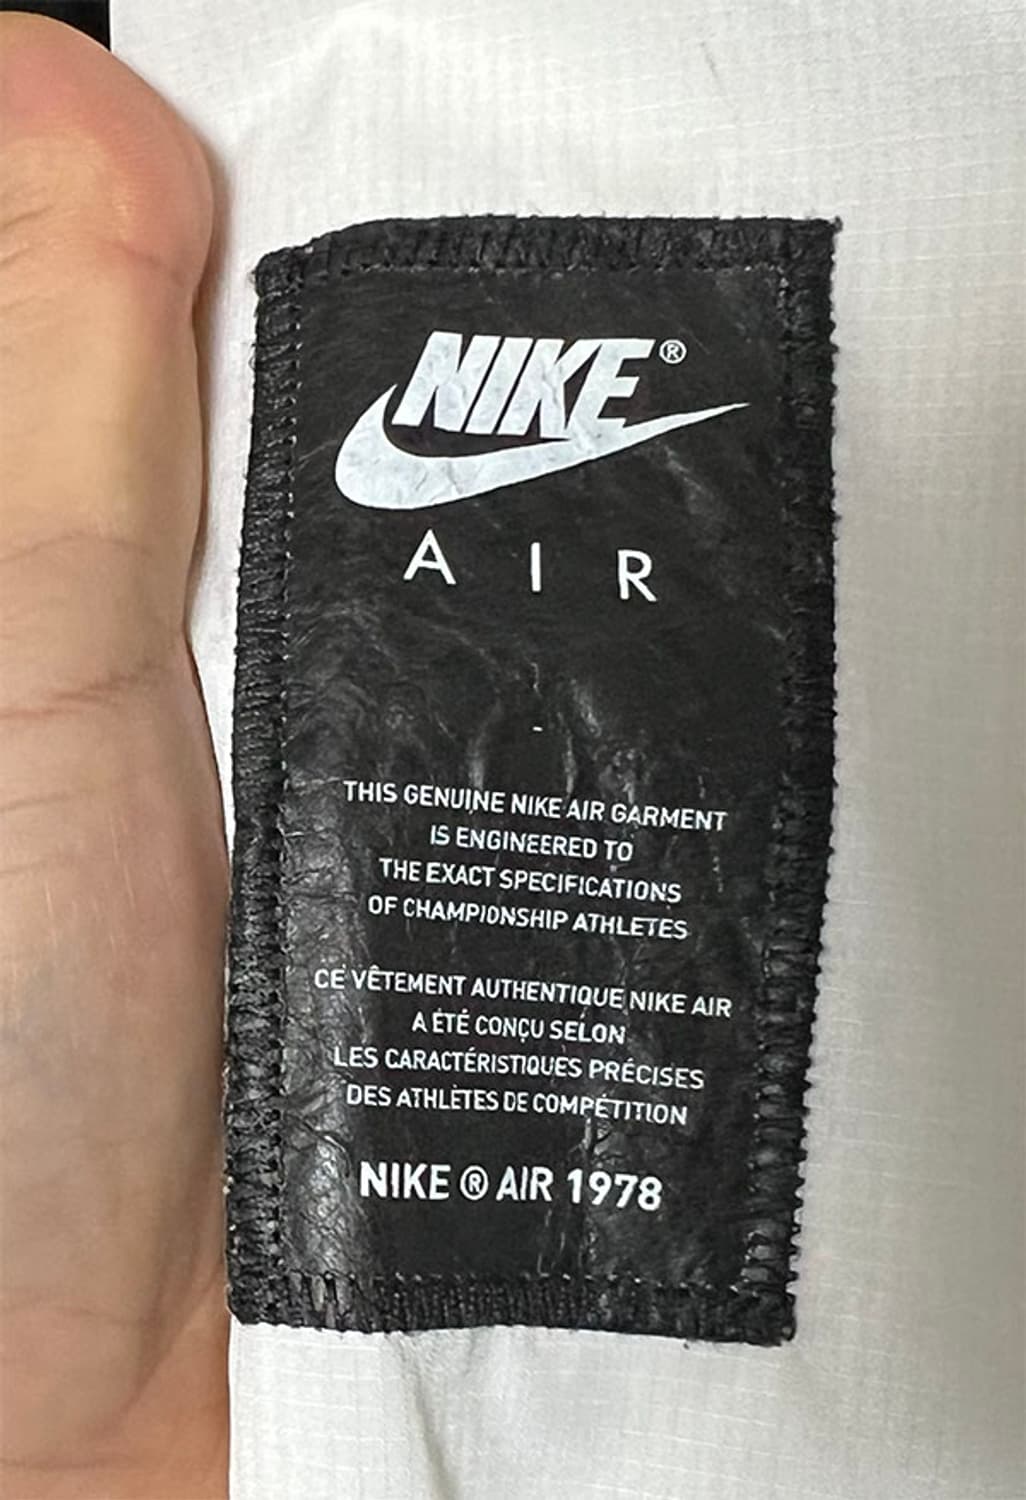 NIKE®
A I R
THIS GENUINE NIKE AIR GARMENT
IS ENGINEERED TO
THE EXACT SPECIFICATIONS
OF CHAMPIONSHIP ATHLETES
CE VÊTEMENT AUTHENTIQUE NIKE AIR
A ÉTÉ CONÇU SELON
LES CARACTÉRISTIQUES PRÉCISES
DES ATHLÈTES DE COMPÉTITION
NIKE ® AIR 1978